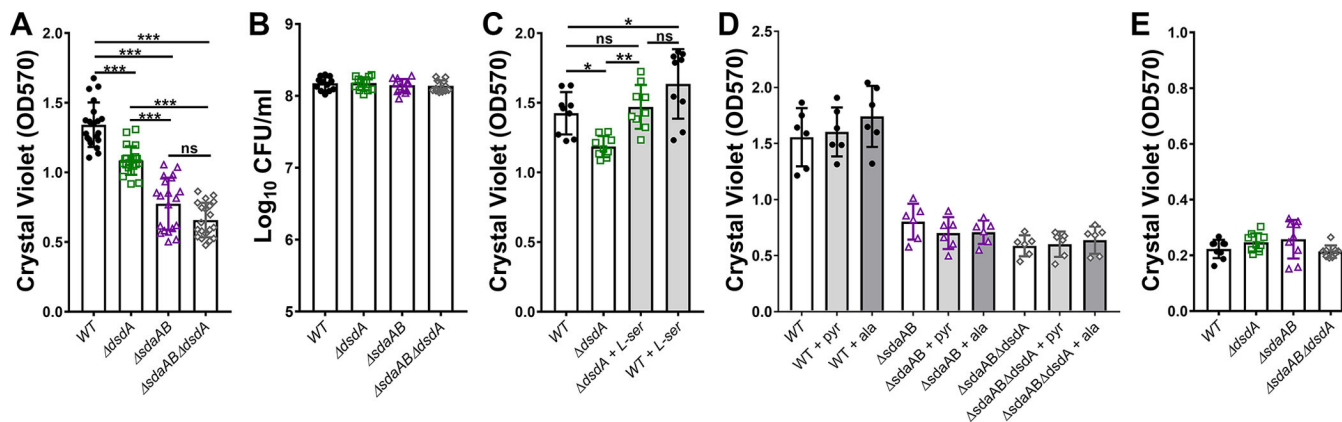 A
Crystal Violet (OD570)
2.0
1.5
1.0
0.5
0.0
***
***
***
***
***
ns
WT
ΔdsdA
ΔsdaAB
ΔsdaABΔdsdA
B
Log10 CFU/ml
9
8
7
6
5
WT
ΔdsdA
ΔsdaAB
ΔsdaABΔdsdA
C
Crystal Violet (OD570)
2.0
1.5
1.0
0.5
0.0
*
ns
ns
*
**
WT
ΔdsdA
ΔdsdA + L-ser
WT + L-ser
D
Crystal Violet (OD570)
2.5
2.0
1.5
1.0
0.5
0.0
WT
WT + pyr
WT + ala
ΔsdaAB
ΔsdaAB + pyr
ΔsdaAB + ala
ΔsdaABΔdsdA
ΔsdaABΔdsdA + pyr
ΔsdaABΔdsdA + ala
E
Crystal Violet (OD570)
1.0
0.8
0.6
0.4
0.2
0.0
WT
ΔdsdA
ΔsdaAB
ΔsdaABΔdsdA